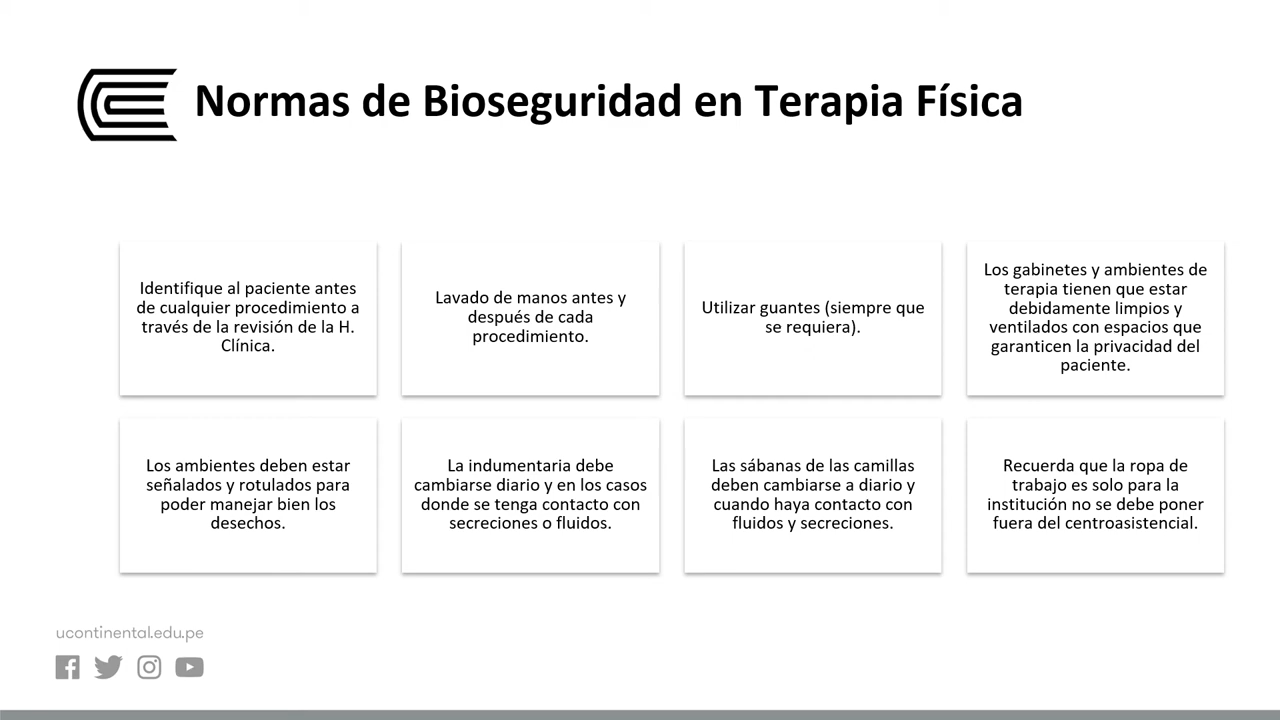 Normas de Bioseguridad en Terapia Física
Identifique al paciente antes
de cualquier procedimiento a
través de la revisión de la H.
Clínica.
Lavado de manos antes y
después de cada
procedimiento.
Utilizar guantes (siempre que
se requiera).
Los gabinetes y ambientes de
terapia tienen que estar
debidamente limpios y
ventilados con espacios que
garanticen la privacidad del
paciente.
Los ambientes deben estar
señalados y rotulados para
poder manejar bien los
desechos.
La indumentaria debe
cambiarse diario y en los casos
donde se tenga contacto con
secreciones o fluidos.
Las sábanas de las camillas
deben cambiarse a diario y
cuando haya contacto con
fluidos y secreciones.
Recuerda que la ropa de
trabajo es solo para la
institución no se debe poner
fuera del centroasistencial.
ucontinental.edu.pe